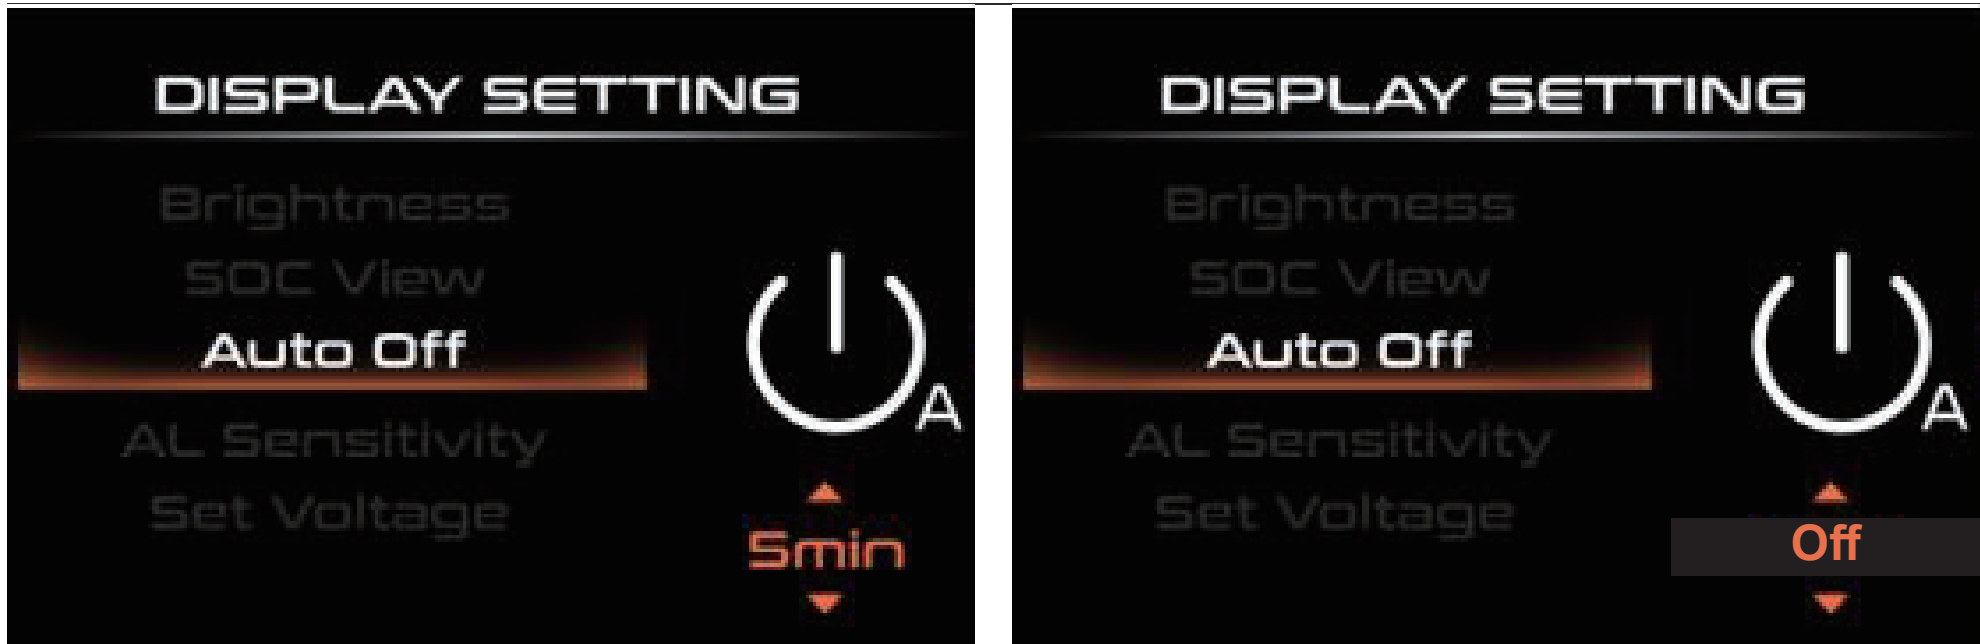 DISPLAY SETTING
Brightness
SOC View
Auto Off
A
AL Sensitivity
Set Voltage
5min
DISPLAY SETTING
Brightness
SOC View
Auto Off
A
AL Sensitivity
Set Voltage
Off